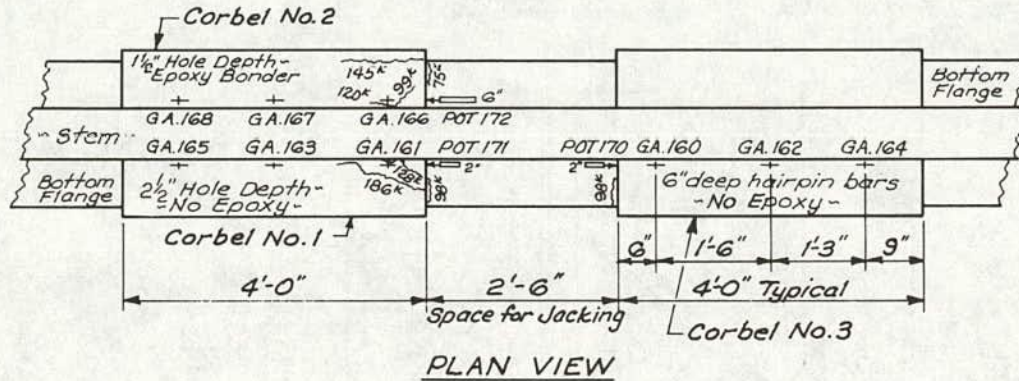 Corbel No. 2
1½" Hole Depth~
Epoxy Bonder
145ᴷ
120ᴷ
99ᴷ
75ᴷ
6"
Bottom
Flange
~ Stem ~
GA.168
GA.167
GA.166
POT 172
GA.165
GA.163
GA.161
POT 171
POT 170
GA.160
GA.162
GA.164
Bottom
Flange
2½" Hole Depth~
~No Epoxy~
186ᴷ
128ᴷ
98ᴷ
2"
2"
98ᴷ
6" deep hairpin bars
~No Epoxy~
Corbel No.1
6"
1'-6"
1'-3"
9"
4'-0"
2'-6"
4'-0" Typical
Space for Jacking
Corbel No.3
PLAN VIEW